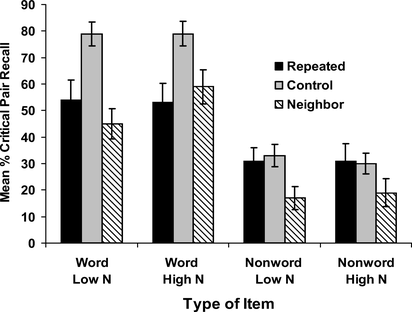 Mean % Critical Pair Recall
90
80
70
60
50
40
30
20
10
0
Repeated
Control
Neighbor
Word
Low N
Word
High N
Nonword
Low N
Nonword
High N
Type of Item